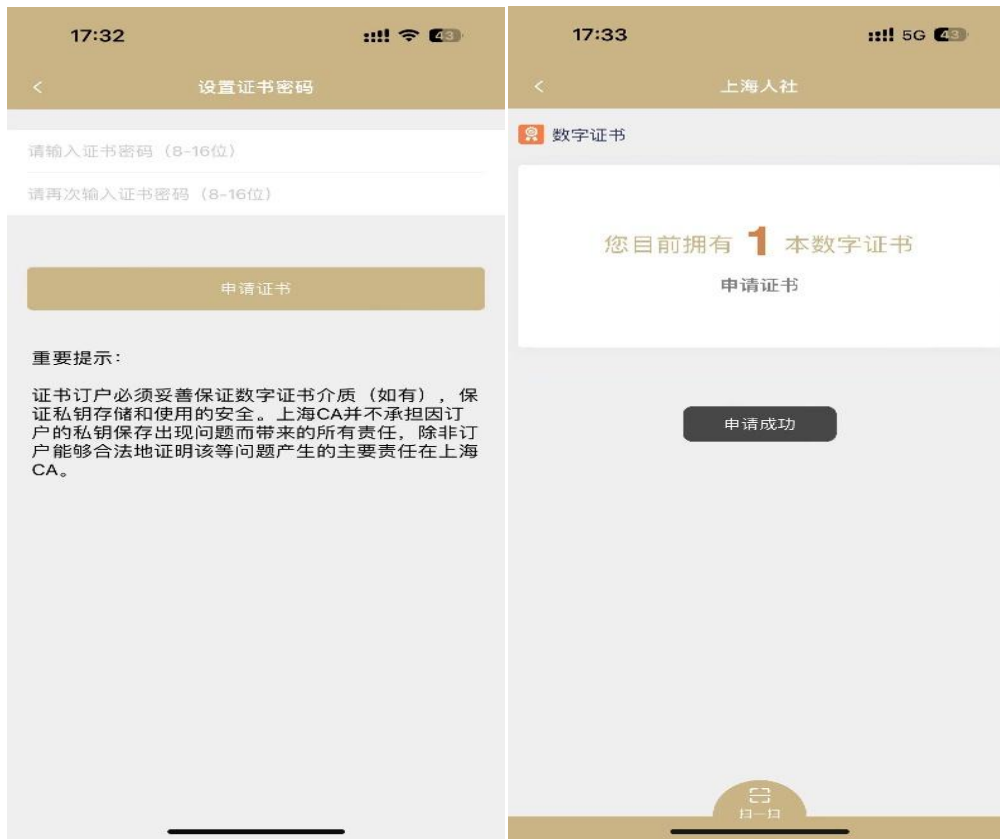 17:32
43
设置证书密码
请输入证书密码（8-16位）
请再次输入证书密码（8-16位）
申请证书
重要提示：
证书订户必须妥善保证数字证书介质（如有），保
证私钥存储和使用的安全。上海CA并不承担因订
户的私钥保存出现问题而带来的所有责任，除非订
户能够合法地证明该等问题产生的主要责任在上海
CA。
17:33
5G 43
上海人社
数字证书
您目前拥有 1 本数字证书
申请证书
申请成功
扫一扫